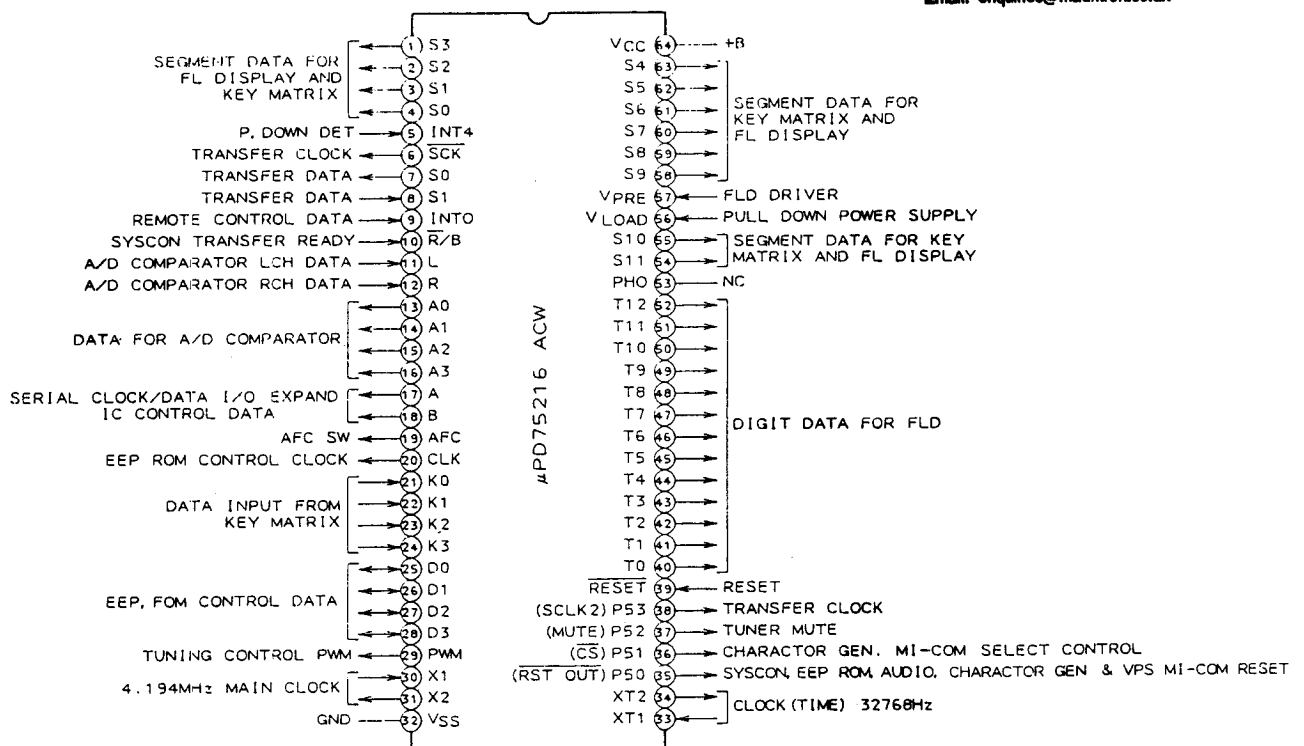 SEGMENT DATA FOR
FL DISPLAY AND
KEY MATRIX
1 S3
2 S2
3 S1
4 S0
P. DOWN DET 5 INT4
TRANSFER CLOCK 6 SCK
TRANSFER DATA 7 S0
TRANSFER DATA 8 S1
REMOTE CONTROL DATA 9 INTO
SYSCON TRANSFER READY 10 R/B
A/D COMPARATOR LCH DATA 11 L
A/D COMPARATOR RCH DATA 12 R
DATA FOR A/D COMPARATOR
13 A0
14 A1
15 A2
16 A3
SERIAL CLOCK/DATA I/O EXPAND
IC CONTROL DATA
17 A
18 B
AFC SW 19 AFC
EEP ROM CONTROL CLOCK 20 CLK
DATA INPUT FROM
KEY MATRIX
21 K0
22 K1
23 K2
24 K3
EEP, FOM CONTROL DATA
25 D0
26 D1
27 D2
28 D3
TUNING CONTROL PWM 29 PWM
4.194MHz MAIN CLOCK
30 X1
31 X2
GND 32 VSS
µPD75216 ACW
VCC 64 +B
S4 63
S5 62
S6 61
S7 60
S8 59
S9 58
SEGMENT DATA FOR
KEY MATRIX AND
FL DISPLAY
VPRE 57 FLD DRIVER
VLOAD 56 PULL DOWN POWER SUPPLY
S10 55
S11 54
SEGMENT DATA FOR KEY
MATRIX AND FL DISPLAY
PHO 53 NC
T12 52
T11 51
T10 50
T9 49
T8 48
T7 47
T6 46
T5 45
T4 44
T3 43
T2 42
T1 41
T0 40
DIGIT DATA FOR FLD
RESET 39 RESET
(SCLK2) P53 38 TRANSFER CLOCK
(MUTE) P52 37 TUNER MUTE
(CS) P51 36 CHARACTOR GEN. MI-COM SELECT CONTROL
(RST OUT) P50 35 SYSCON, EEP ROM, AUDIO, CHARACTOR GEN & VPS MI-COM RESET
XT2 34
XT1 33
CLOCK (TIME) 32768Hz